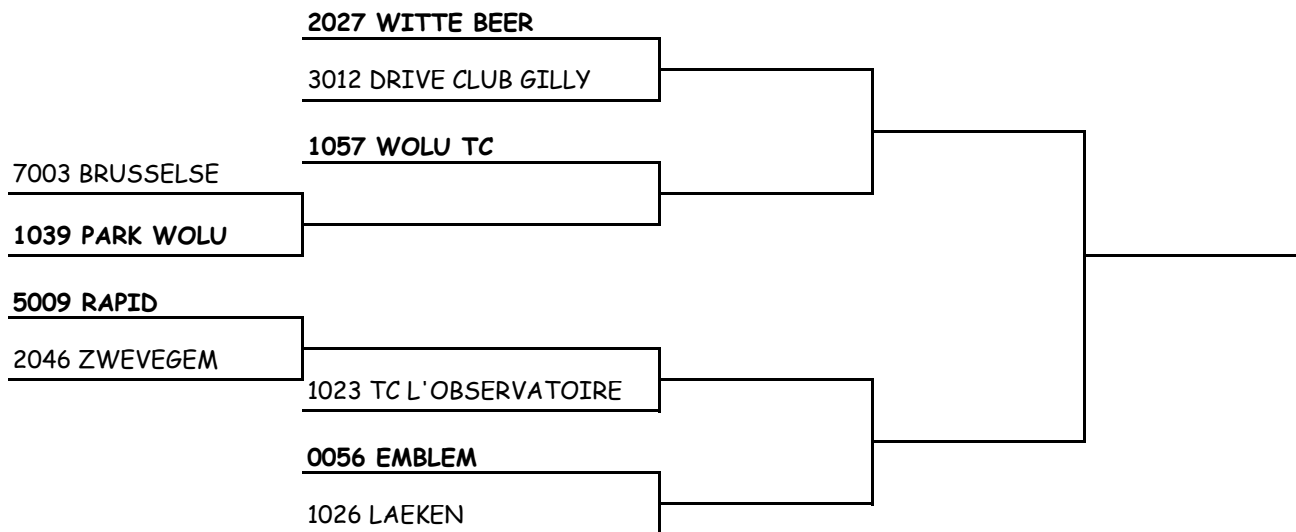 2027 WITTE BEER
3012 DRIVE CLUB GILLY
1057 WOLU TC
7003 BRUSSELSE
1039 PARK WOLU
5009 RAPID
2046 ZWEVEGEM
1023 TC L'OBSERVATOIRE
0056 EMBLEM
1026 LAEKEN